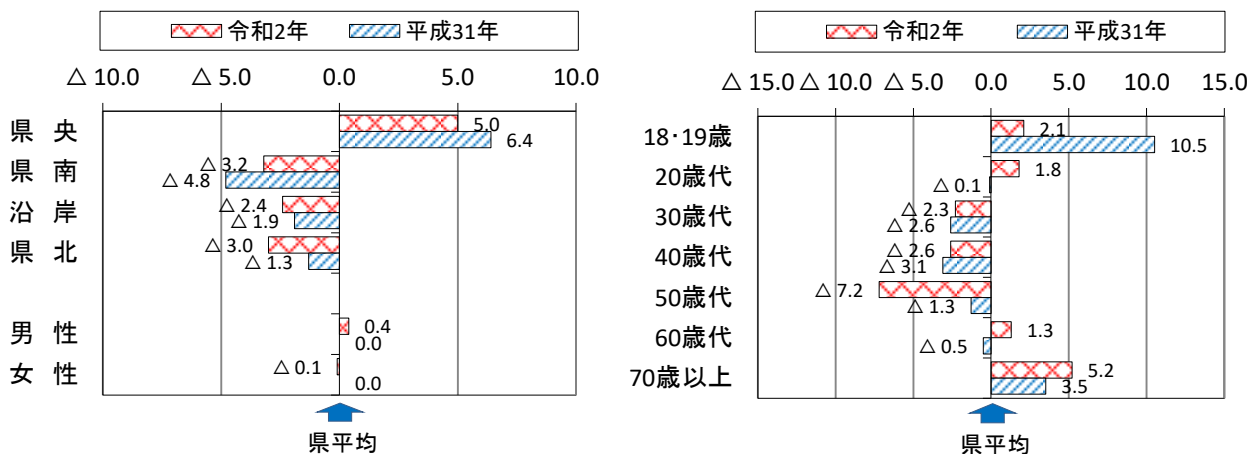 令和2年 平成31年
△ 10.0 △ 5.0 0.0 5.0 10.0
県 央 5.0
6.4
県 南 △ 3.2
△ 4.8
沿 岸 △ 2.4
△ 1.9
県 北 △ 3.0
△ 1.3
男 性 0.4
0.0
女 性 △ 0.1
0.0
県平均
令和2年 平成31年
△ 15.0 △ 10.0 △ 5.0 0.0 5.0 10.0 15.0
18・19歳 2.1
10.5
20歳代 1.8
△ 0.1
30歳代 △ 2.3
△ 2.6
40歳代 △ 2.6
△ 3.1
50歳代 △ 7.2
△ 1.3
60歳代 1.3
△ 0.5
70歳以上 5.2
3.5
県平均